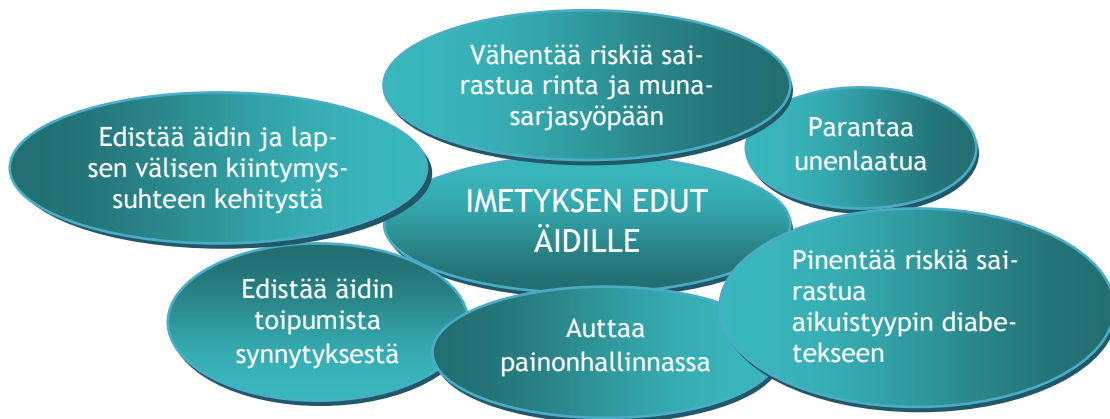 Vähentää riskiä sai-
rastua rinta ja muna-
sarjasyöpään
Parantaa
unenlaatua
Edistää äidin ja lap-
sen välisen kiintymys-
suhteen kehitystä
IMETYKSEN EDUT
ÄIDILLE
Pinentää riskiä sai-
rastua
aikuistyypin diabe-
tekseen
Edistää äidin
toipumista
synnytyksestä
Auttaa
painonhallinnassa